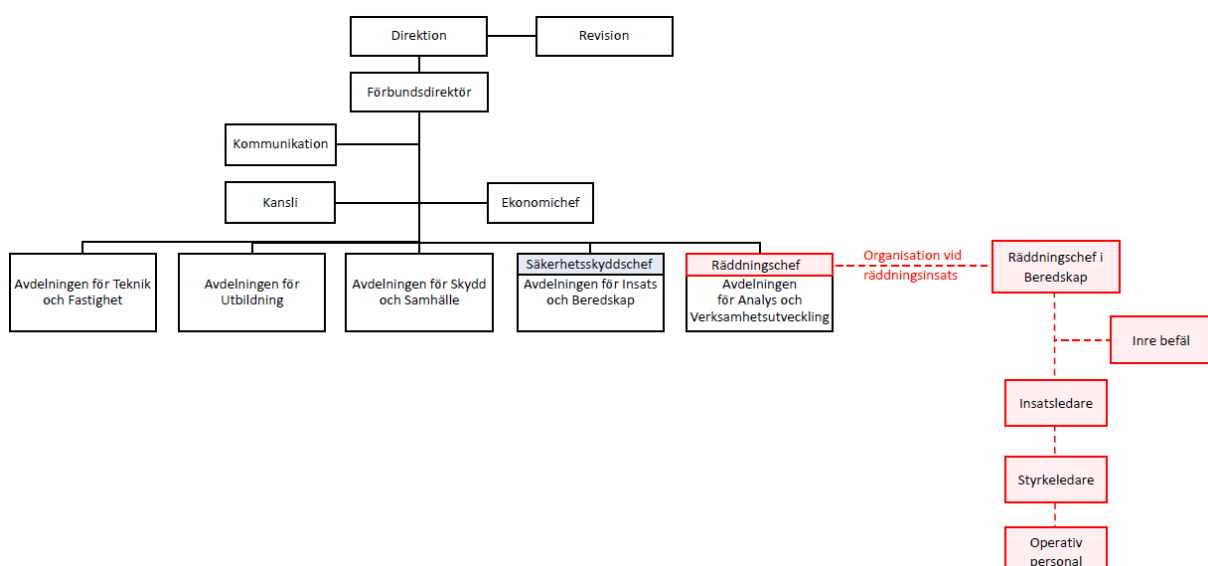 Direktion
Revision
Förbundsdirektör
Kommunikation
Kansli
Ekonomichef
Avdelningen för Teknik
och Fastighet
Avdelningen för
Utbildning
Avdelningen för Skydd
och Samhälle
Säkerhetsskyddschef
Avdelningen för Insats
och Beredskap
Räddningschef
Avdelningen
för Analys och
Verksamhetsutveckling
Organisation vid
räddningsinsats
Räddningschef i
Beredskap
Inre befäl
Insatsledare
Styrkeledare
Operativ
personal